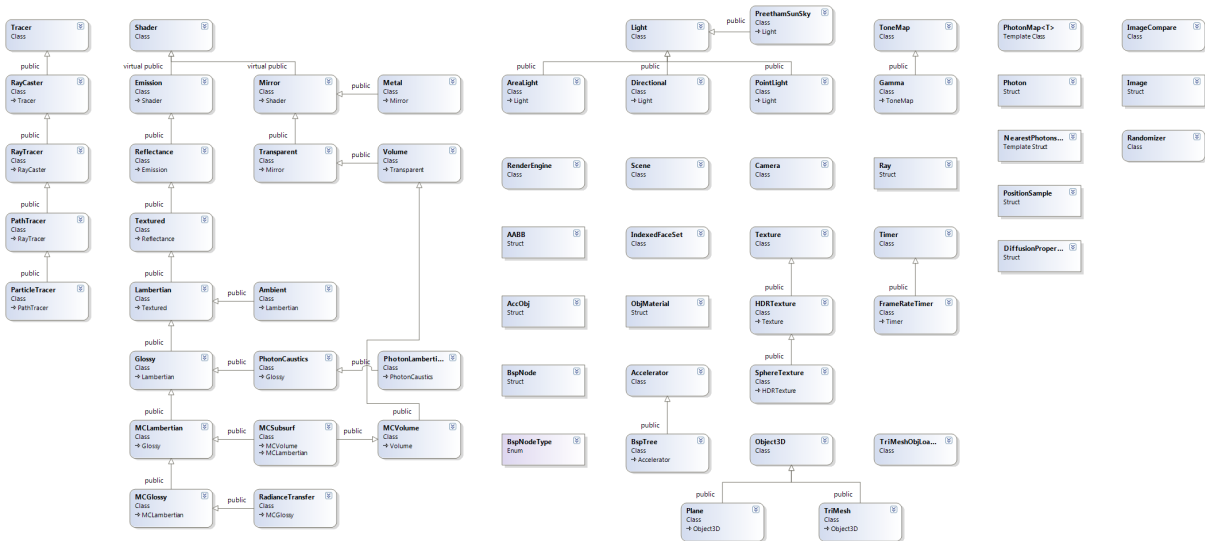 Tracer
Class
Shader
Class
Light
Class
public
PreethamSunSky
Class
Light
ToneMap
Class
PhotonMap<T>
Template Class
ImageCompare
Class
public
virtual public
virtual public
public
public
public
public
RayCaster
Class
Tracer
Emission
Class
Shader
Mirror
Class
Shader
public
Metal
Class
Mirror
AreaLight
Class
Light
Directional
Class
Light
PointLight
Class
Light
Gamma
Class
ToneMap
Photon
Struct
Image
Struct
public
public
public
RayTracer
Class
RayCaster
Reflectance
Class
Emission
Transparent
Class
Mirror
public
Volume
Class
Transparent
RenderEngine
Class
Scene
Class
Camera
Class
Ray
Struct
NearestPhotons...
Template Struct
Randomizer
Class
public
public
PathTracer
Class
RayTracer
Textured
Class
Reflectance
AABB
Struct
IndexedFaceSet
Class
Texture
Class
Timer
Class
PositionSample
Struct
DiffusionProper...
Struct
public
public
public
public
ParticleTracer
Class
PathTracer
Lambertian
Class
Textured
public
Ambient
Class
Lambertian
AccObj
Struct
ObjMaterial
Struct
HDRTexture
Class
Texture
FrameRateTimer
Class
Timer
public
public
Glossy
Class
Lambertian
public
PhotonCaustics
Class
Glossy
public
PhotonLamberti...
Class
PhotonCaustics
BspNode
Struct
Accelerator
Class
SphereTexture
Class
HDRTexture
public
public
public
MCLambertian
Class
Glossy
public
MCSubsurf
Class
MCVolume
MCLambertian
public
MCVolume
Class
Volume
BspNodeType
Enum
BspTree
Class
Accelerator
Object3D
Class
TriMeshObjLoa...
Class
public
public
public
MCGlossy
Class
MCLambertian
public
RadianceTransfer
Class
MCGlossy
Plane
Class
Object3D
TriMesh
Class
Object3D